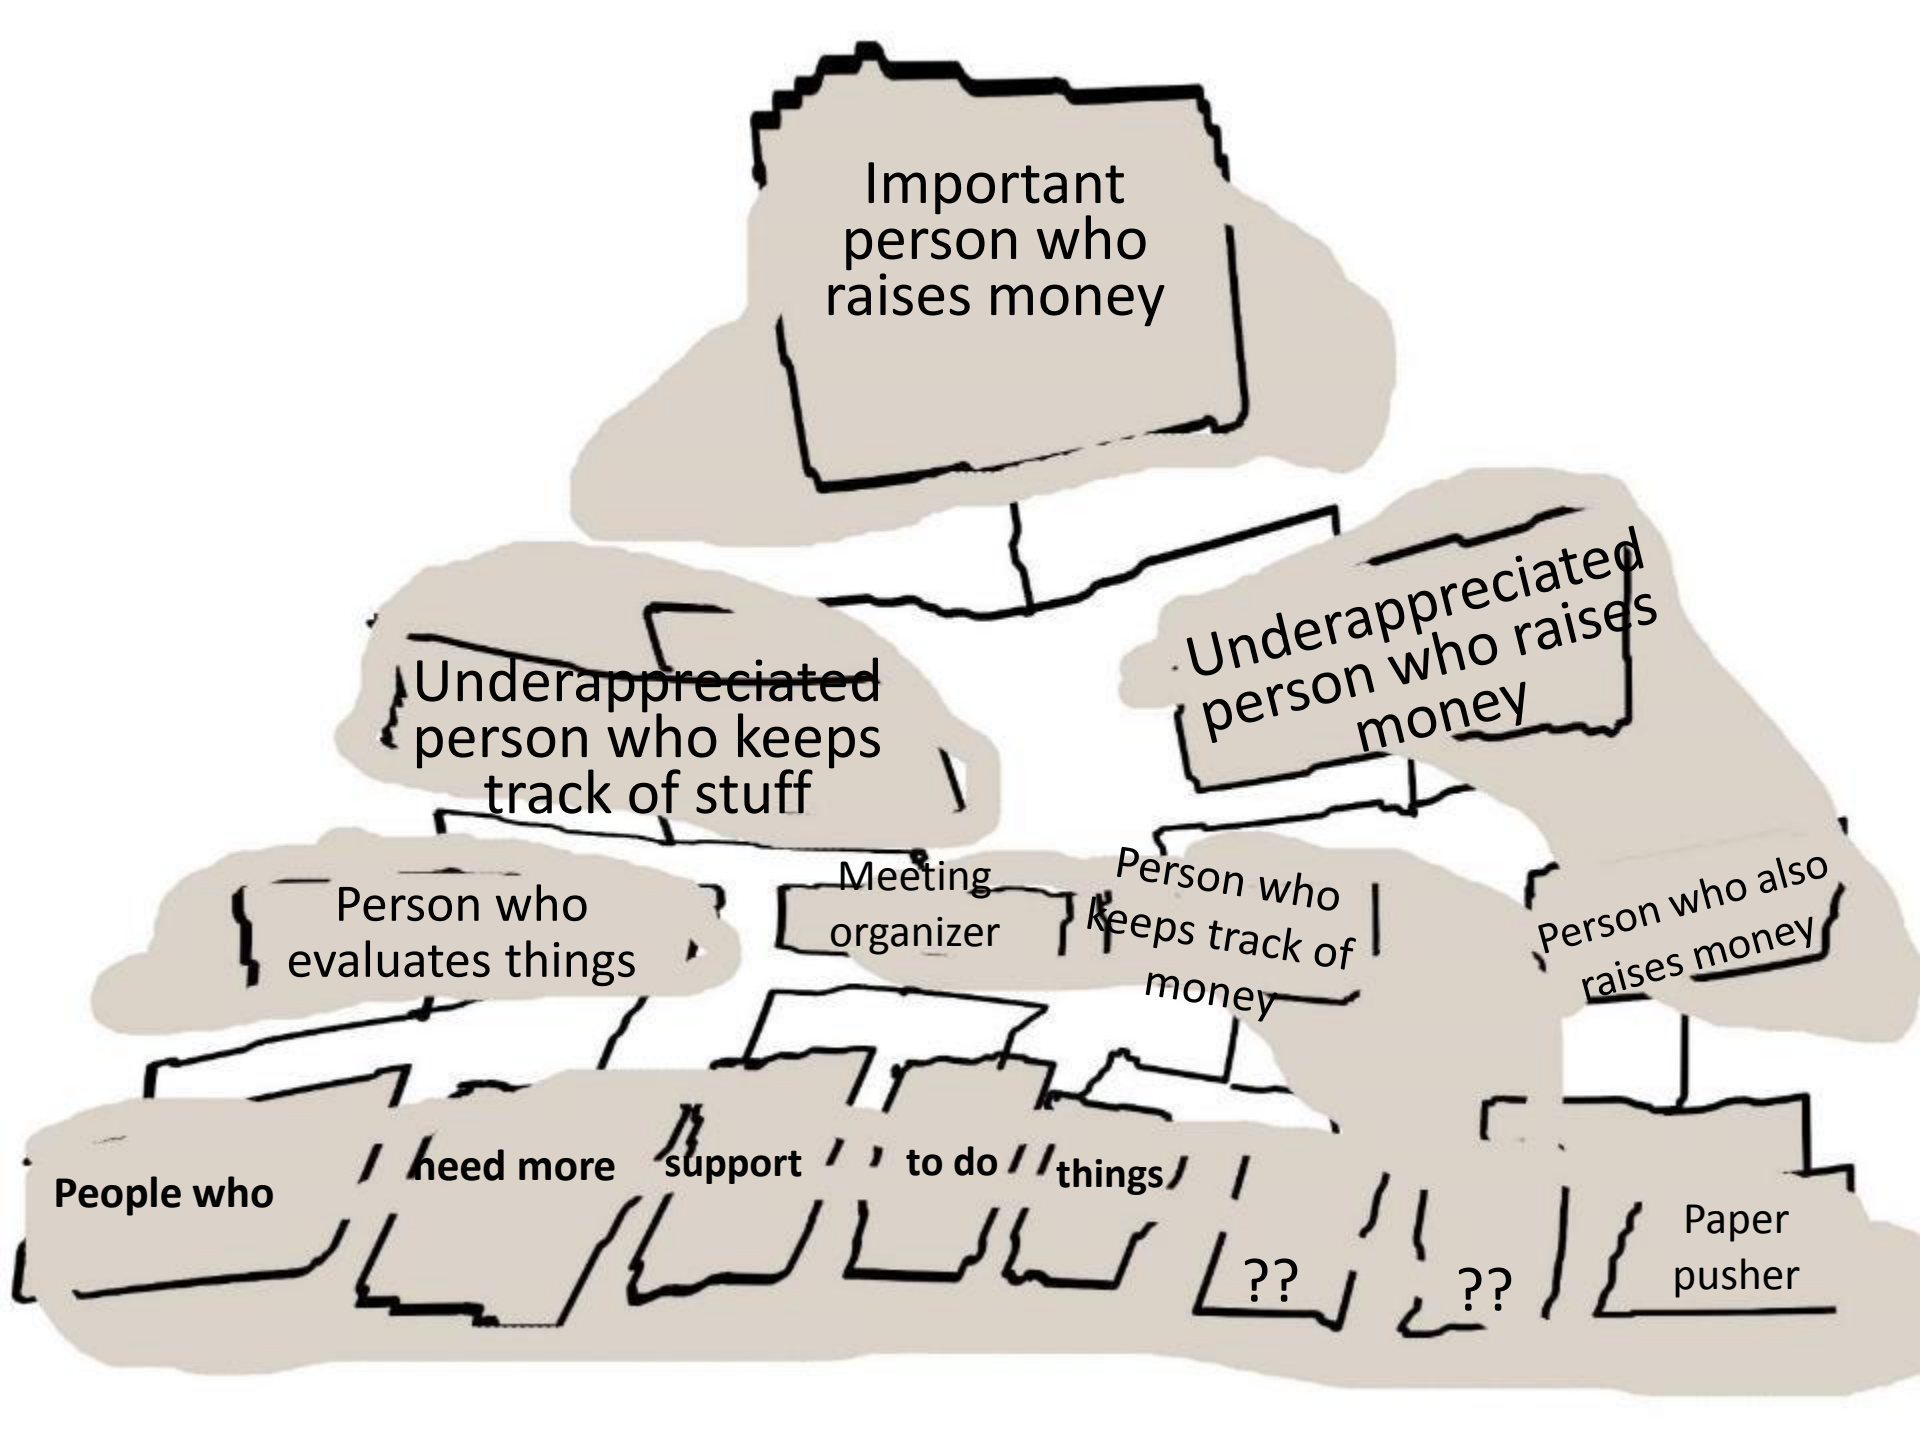 Important
person who
raises money
Underappreciated
person who keeps
track of stuff
Underappreciated
person who raises
money
Person who
evaluates things
Meeting
organizer
Person who
keeps track of
money
Person who also
raises money
People who
need more
support
to do
things
??
??
Paper
pusher